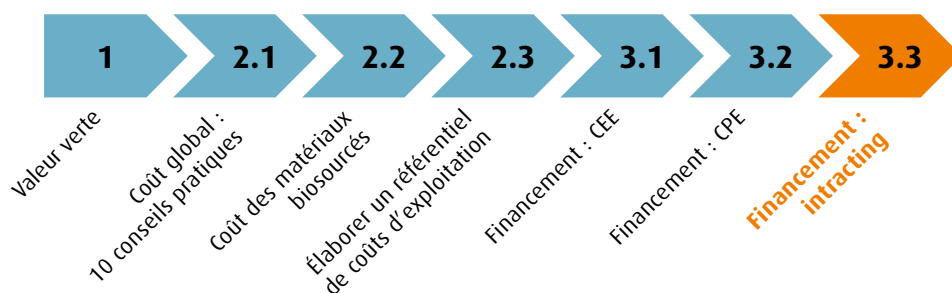 1
2.1
2.2
2.3
3.1
3.2
3.3
Valeur verte
Coût global :
10 conseils pratiques
Coût des matériaux
biosourcés
Élaborer un référentiel
de coûts d'exploitation
Financement : CEE
Financement : CPE
Financement :
intracting